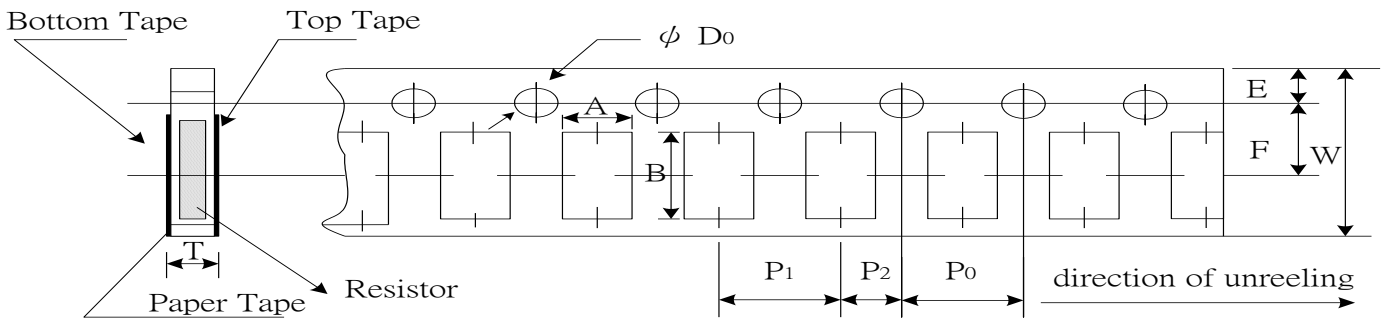 Bottom Tape
Top Tape
ψ D0
E
A
F
W
B
T
P1
P2
P0
direction of unreeling
Resistor
Paper Tape